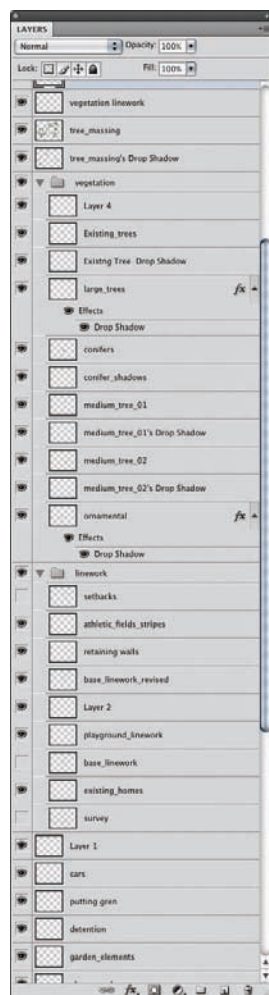 LAYERS
Normal Opacity: 100%
Lock: Fill: 100%
vegetation linework
tree_massing
tree_massing's Drop Shadow
vegetation
Layer 4
Existing_trees
Existng Tree Drop Shadow
large_trees fx
Effects
Drop Shadow
conifers
conifer_shadows
medium_tree_01
medium_tree_01's Drop Shadow
medium_tree_02
medium_tree_02's Drop Shadow
ornamental fx
Effects
Drop Shadow
linework
setbacks
athletic_fields_stripes
retaining walls
base_linework_revised
Layer 2
playground_linework
base_linework
existing_homes
survey
Layer 1
cars
putting gren
detention
garden_elements
fx